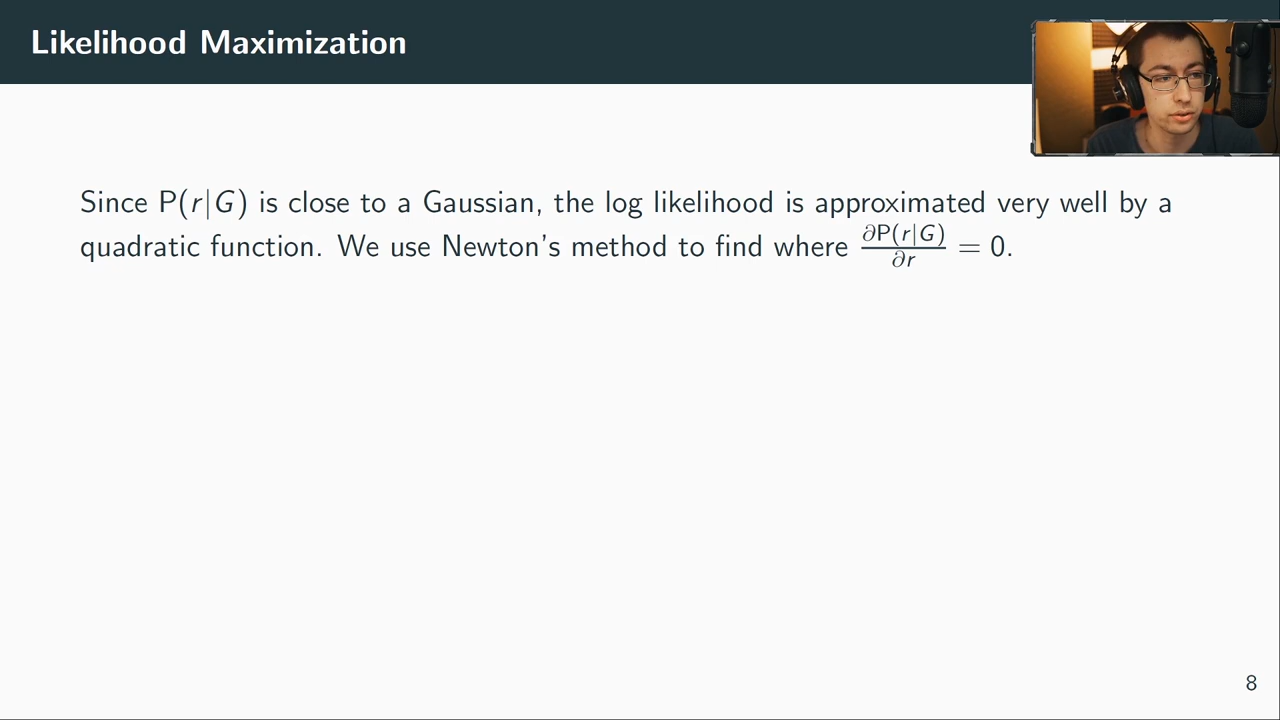 Likelihood Maximization
Since P(r|G) is close to a Gaussian, the log likelihood is approximated very well by a
quadratic function. We use Newton's method to find where ∂P(r|G)/∂r = 0.
8